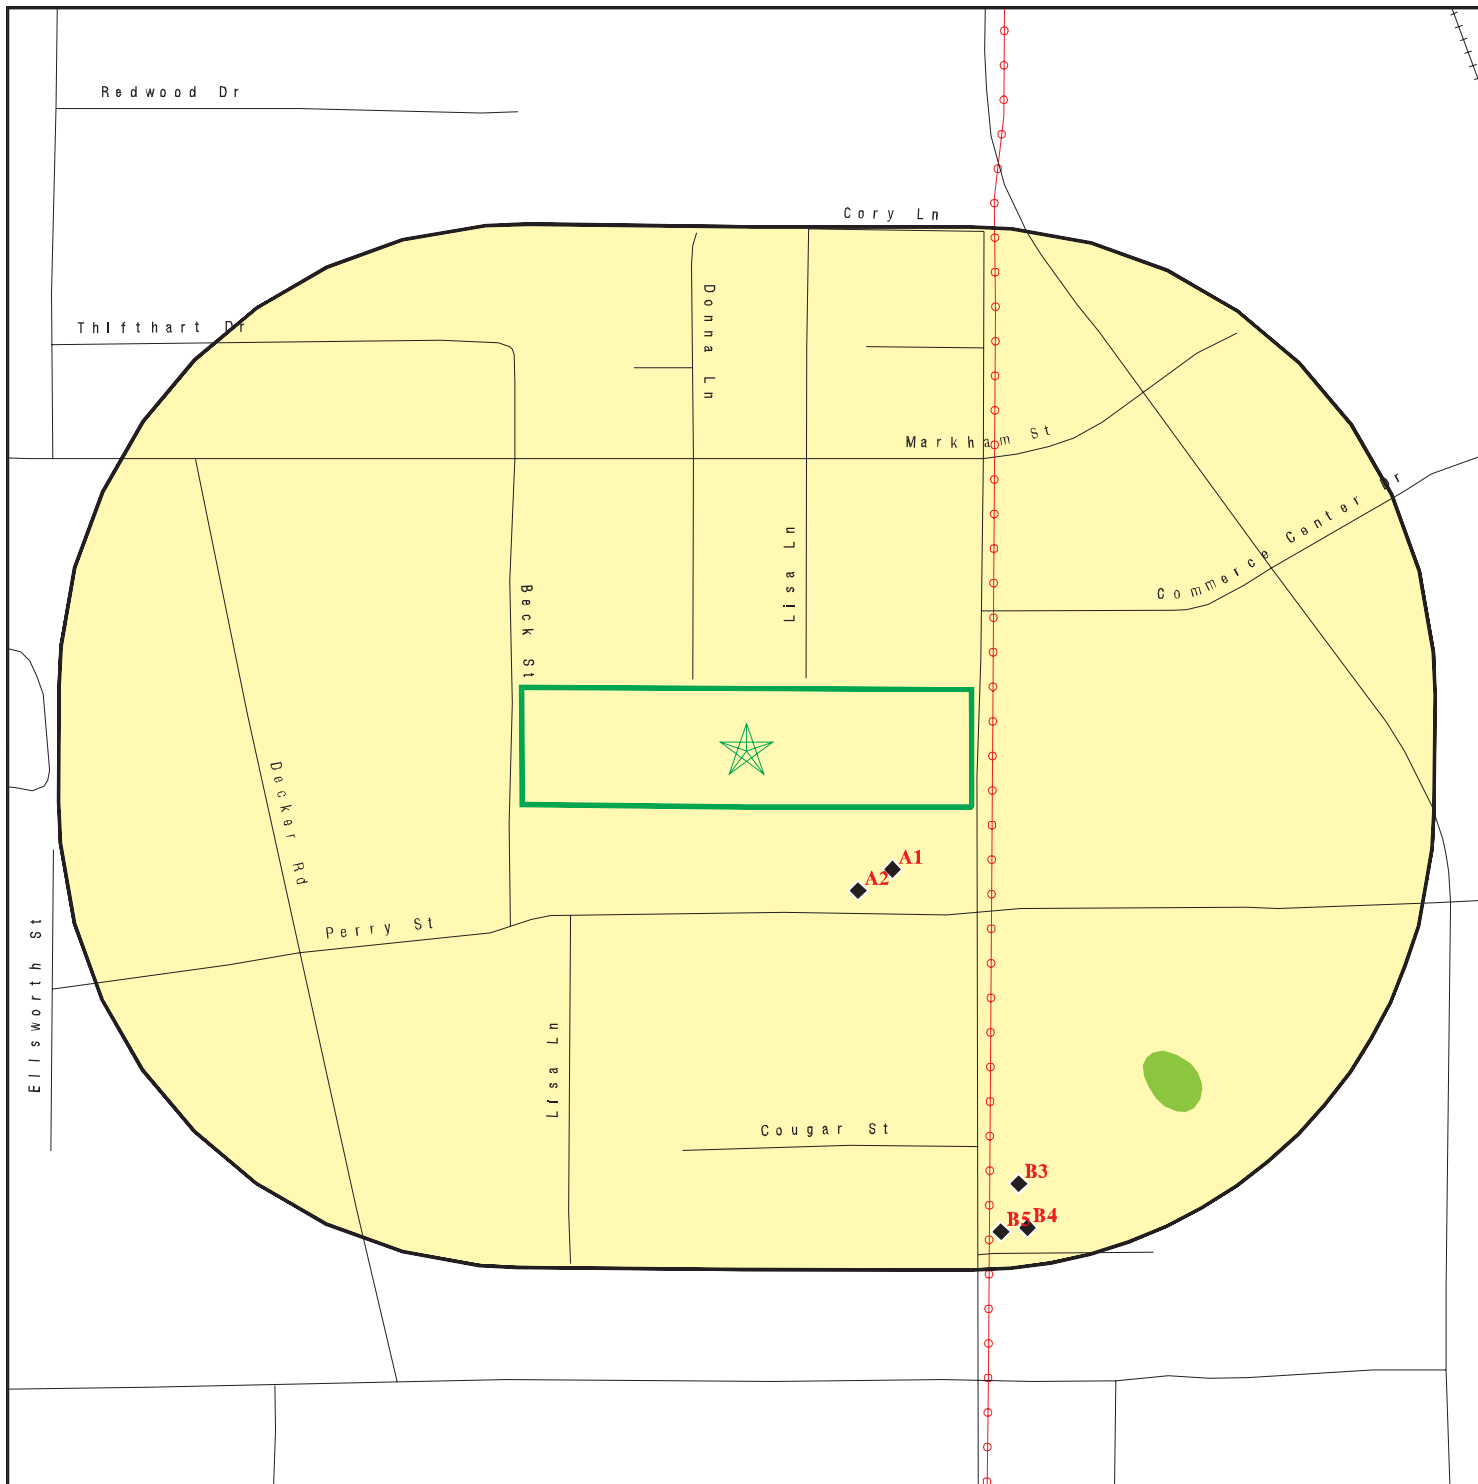 Redwood Dr
Cory Ln
Thifthart Dr
Donna Ln
Markham St
Commerce Center Dr
Lisa Ln
Beck St
Decker Rd
A1
A2
Perry St
Ellsworth St
Lisa Ln
Cougar St
B3
B4
B5